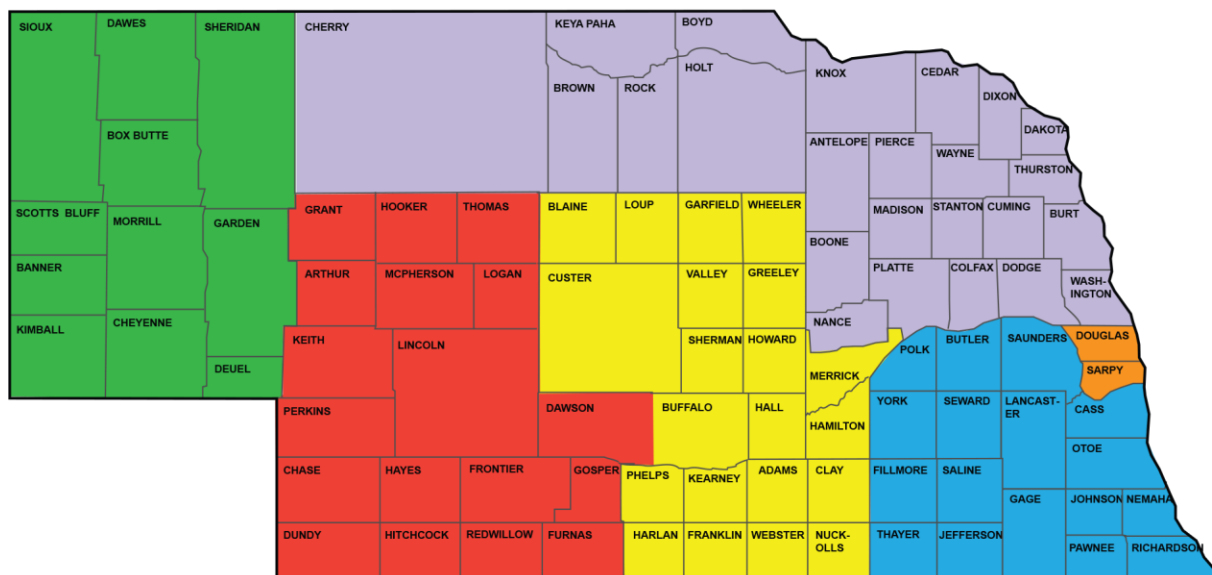 SIOUX
DAWES
SHERIDAN
CHERRY
KEYA PAHA
BOYD
HOLT
KNOX
CEDAR
DIXON
DAKOTA
BROWN
ROCK
BOX BUTTE
ANTELOPE
PIERCE
WAYNE
THURSTON
SCOTTS BLUFF
MORRILL
GARDEN
GRANT
HOOKER
THOMAS
BLAINE
LOUP
GARFIELD
WHEELER
MADISON
STANTON
CUMING
BURT
BOONE
BANNER
ARTHUR
MCPHERSON
LOGAN
CUSTER
VALLEY
GREELEY
PLATTE
COLFAX
DODGE
WASH-
INGTON
KIMBALL
CHEYENNE
NANCE
KEITH
LINCOLN
SHERMAN
HOWARD
POLK
BUTLER
SAUNDERS
DOUGLAS
DEUEL
MERRICK
SARPY
PERKINS
DAWSON
BUFFALO
HALL
HAMILTON
YORK
SEWARD
LANCAST-
ER
CASS
OTOE
CHASE
HAYES
FRONTIER
GOSPER
PHELPS
KEARNEY
ADAMS
CLAY
FILLMORE
SALINE
GAGE
JOHNSON
NEMAHA
DUNDY
HITCHCOCK
REDWILLOW
FURNAS
HARLAN
FRANKLIN
WEBSTER
NUCK-
OLLS
THAYER
JEFFERSON
PAWNEE
RICHARDSON